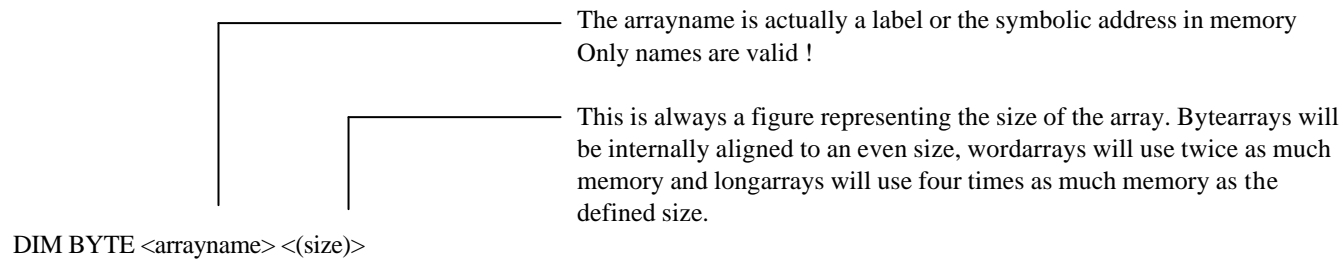 The arrayname is actually a label or the symbolic address in memory
Only names are valid !
This is always a figure representing the size of the array. Bytearrays will
be internally aligned to an even size, wordarrays will use twice as much
memory and longarrays will use four times as much memory as the
defined size.
DIM BYTE <arrayname> <(size)>